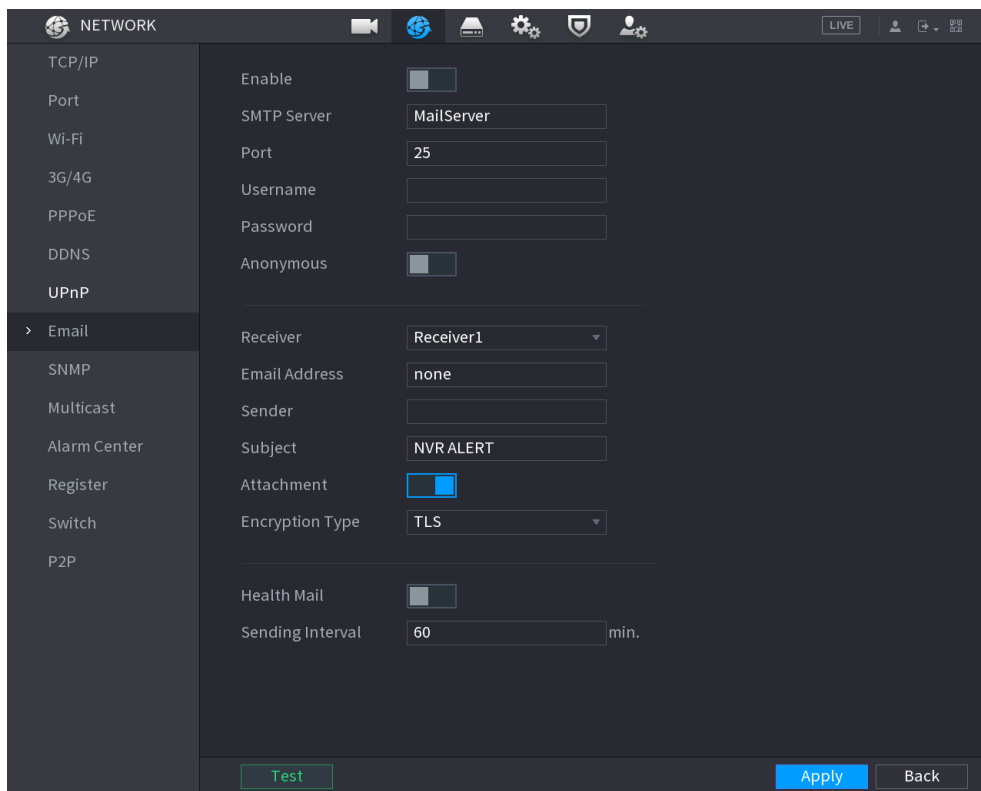 NETWORK
LIVE
TCP/IP
Port
Wi-Fi
3G/4G
PPPoE
DDNS
UPnP
Email
SNMP
Multicast
Alarm Center
Register
Switch
P2P
Enable
SMTP Server MailServer
Port 25
Username
Password
Anonymous
Receiver Receiver1
Email Address none
Sender
Subject NVR ALERT
Attachment
Encryption Type TLS
Health Mail
Sending Interval 60 min.
Test Apply Back